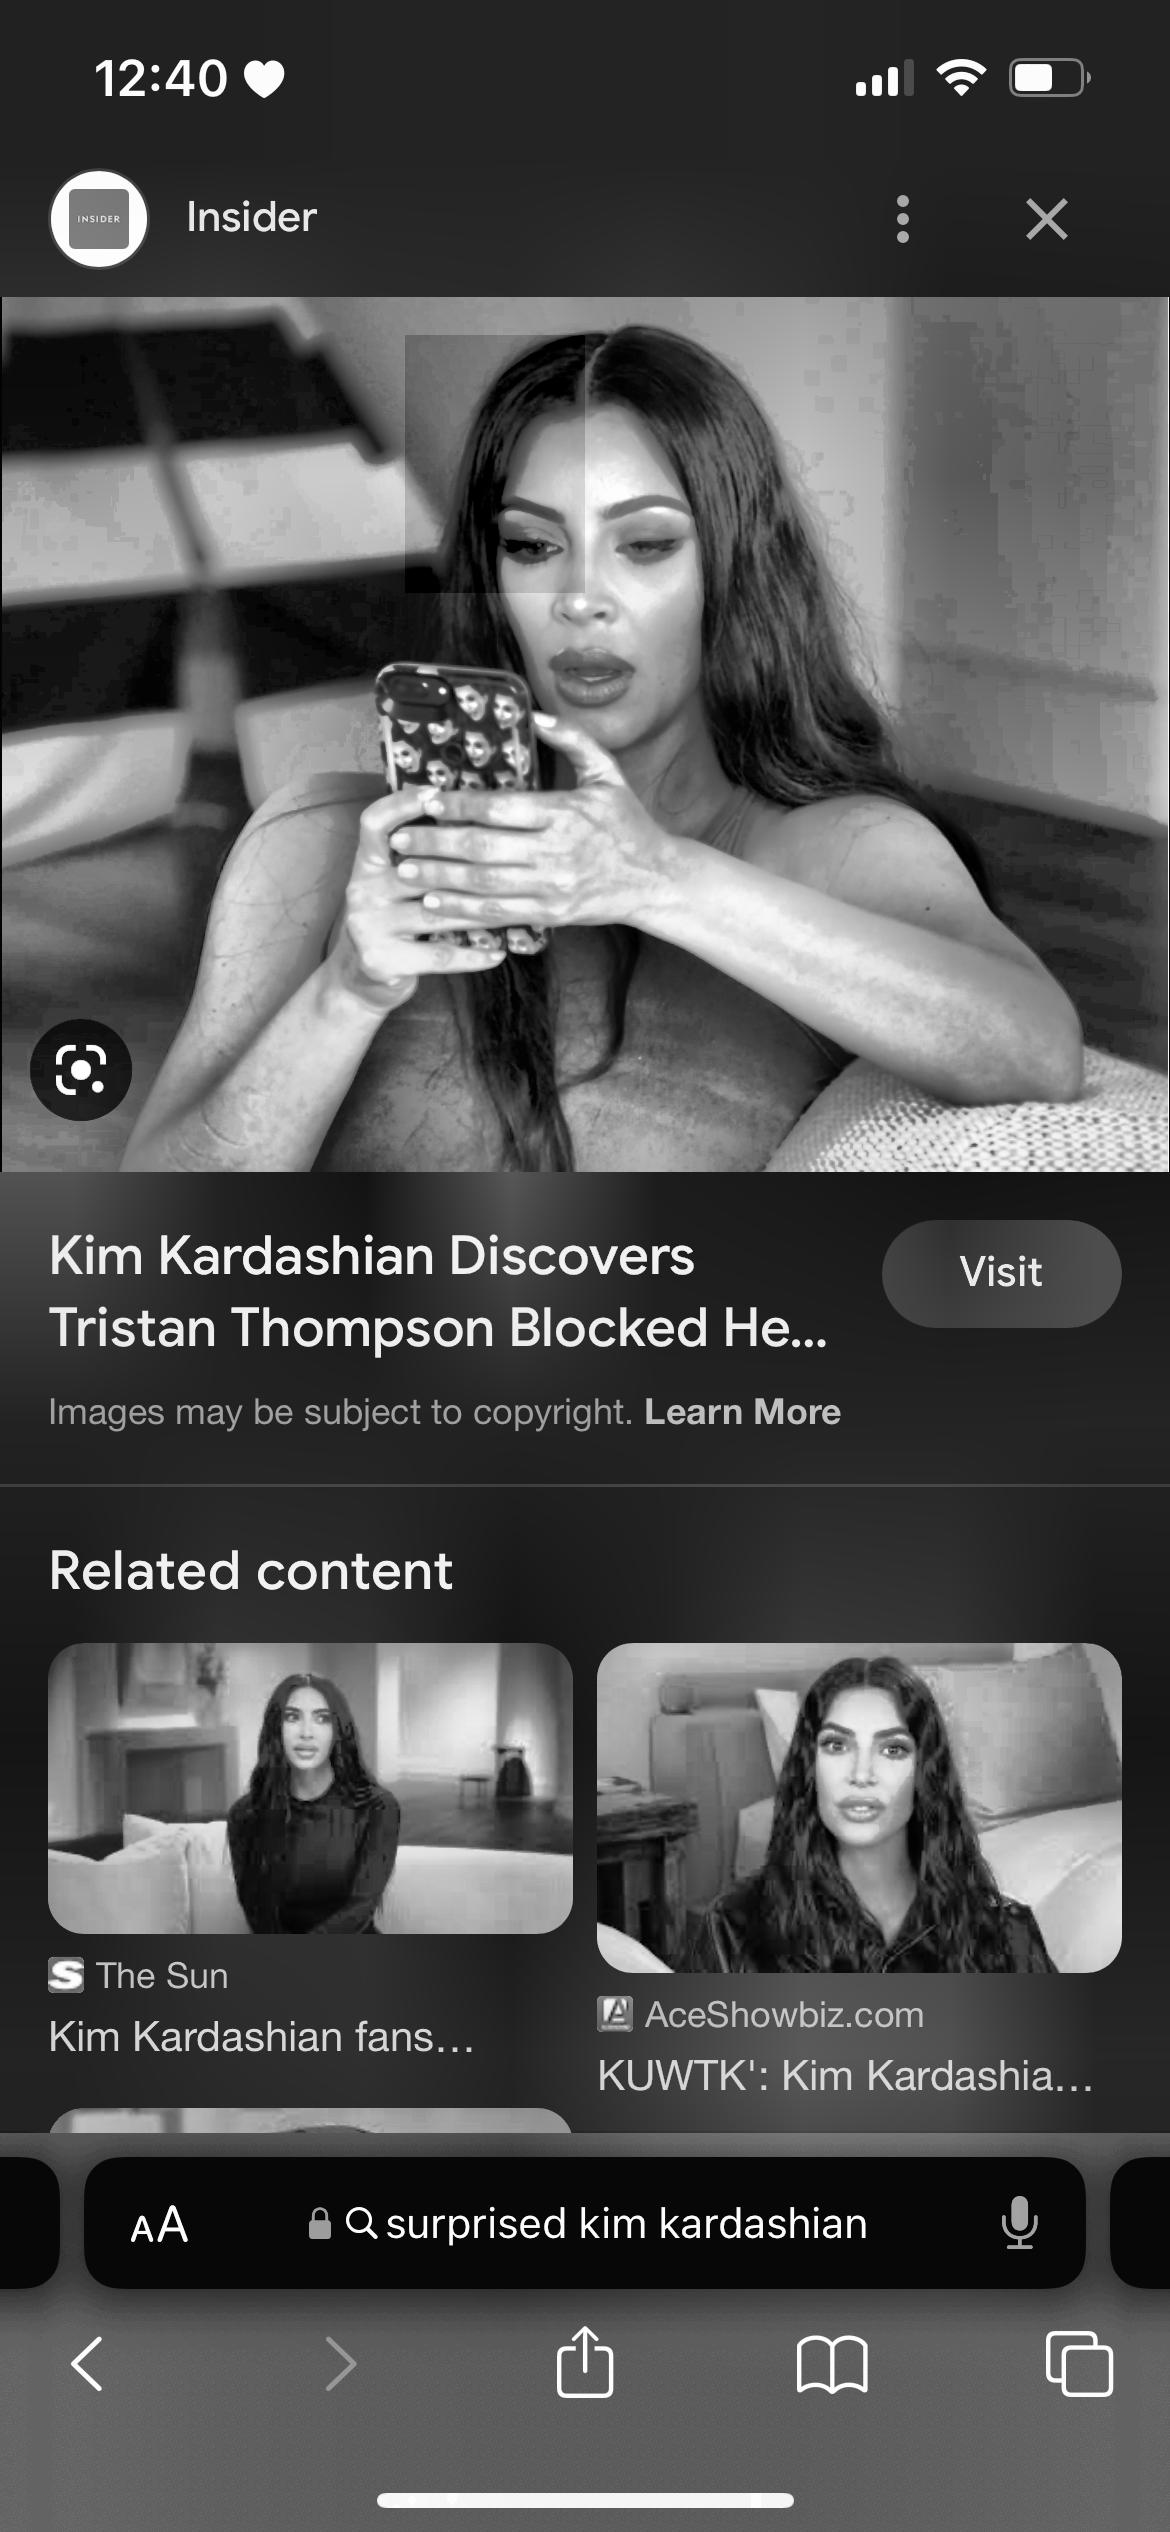 12:40
INSIDER
Insider
Kim Kardashian Discovers
Tristan Thompson Blocked He...
Visit
Images may be subject to copyright. Learn More
Related content
The Sun
Kim Kardashian fans...
AceShowbiz.com
KUWTK': Kim Kardashia...
AA
surprised kim kardashian